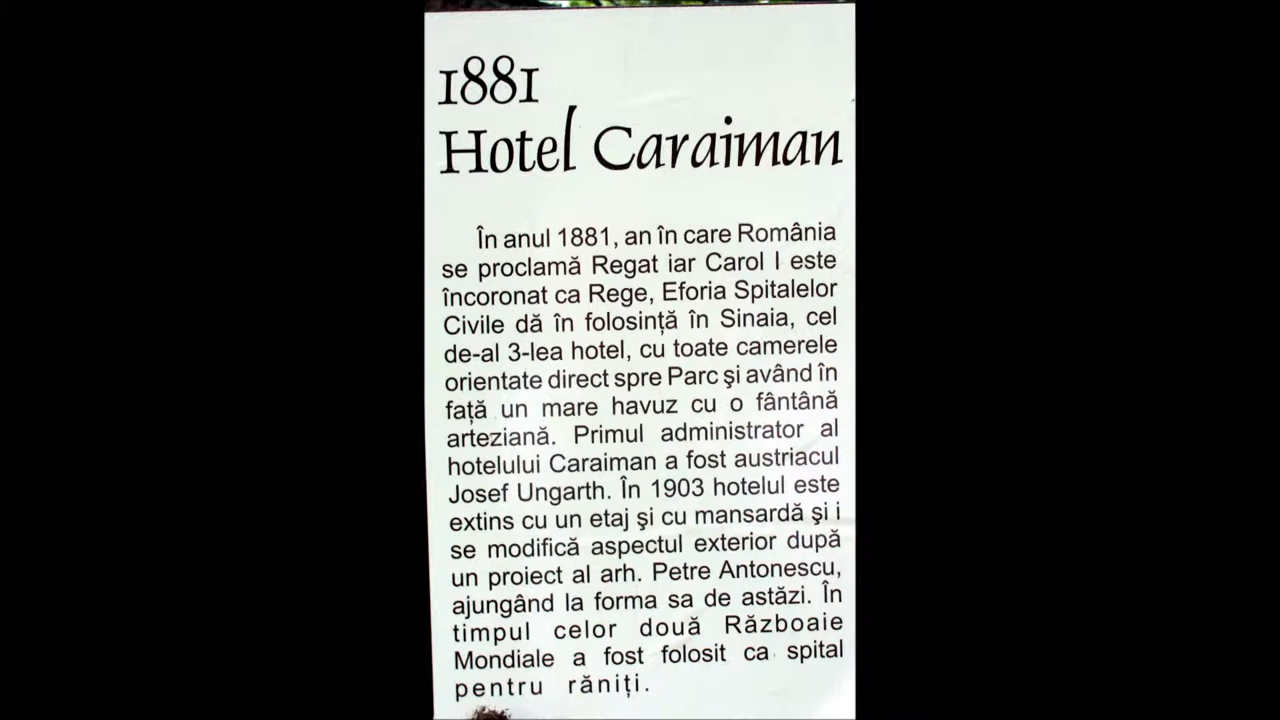 1881
Hotel Caraiman
În anul 1881, an în care România
se proclamă Regat iar Carol I este
încoronat ca Rege, Eforia Spitalelor
Civile dă în folosinţă în Sinaia, cel
de-al 3-lea hotel, cu toate camerele
orientate direct spre Parc şi având în
faţă un mare havuz cu o fântână
arteziană. Primul administrator al
hotelului Caraiman a fost austriacul
Josef Ungarth. În 1903 hotelul este
extins cu un etaj şi cu mansardă şi i
se modifică aspectul exterior după
un proiect al arh. Petre Antonescu,
ajungând la forma sa de astăzi. În
timpul celor două Războaie
Mondiale a fost folosit ca spital
pentru răniţi.